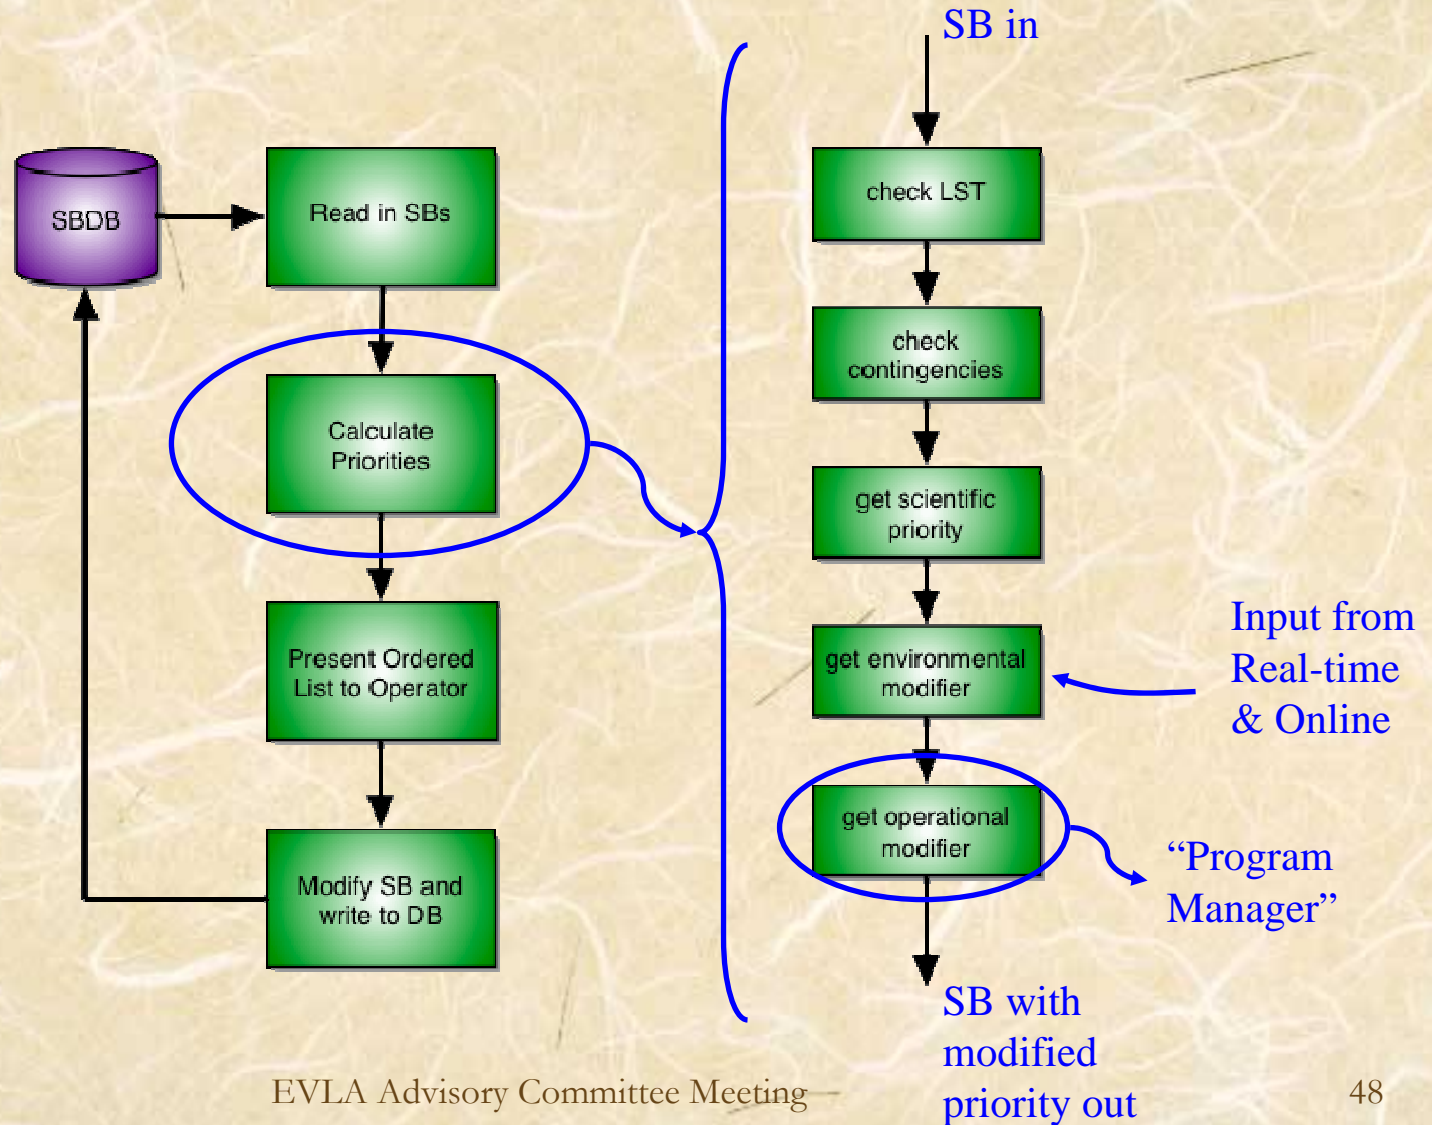 SB in
SBDB
Read in SBs
Calculate
Priorities
Present Ordered
List to Operator
Modify SB and
write to DB
check LST
check
contingencies
get scientific
priority
get environmental
modifier
get operational
modifier
Input from
Real-time
& Online
“Program
Manager”
SB with
modified
priority out
EVLA Advisory Committee Meeting
48